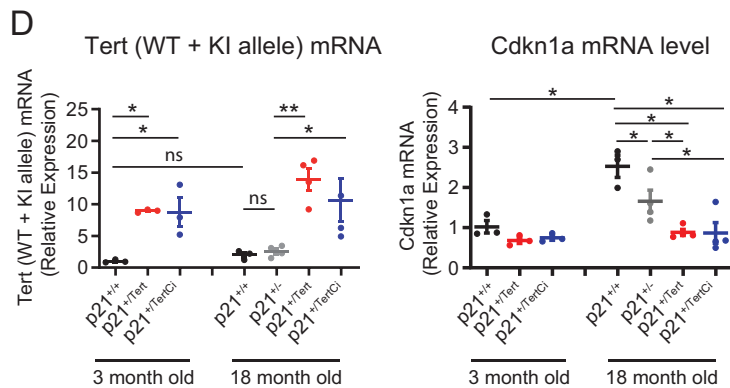 D
Tert (WT + KI allele) mRNA
Tert (WT + KI allele) mRNA
(Relative Expression)
25
20
15
10
5
0
*
*
ns
ns
**
*
p21+/+
p21+/Tert
p21+/TertCi
p21+/+
p21+/-
p21+/Tert
p21+/TertCi
3 month old
18 month old
Cdkn1a mRNA level
Cdkn1a mRNA
(Relative Expression)
4
3
2
1
0
*
*
*
*
*
*
p21+/+
p21+/Tert
p21+/TertCi
p21+/+
p21+/-
p21+/Tert
p21+/TertCi
3 month old
18 month old